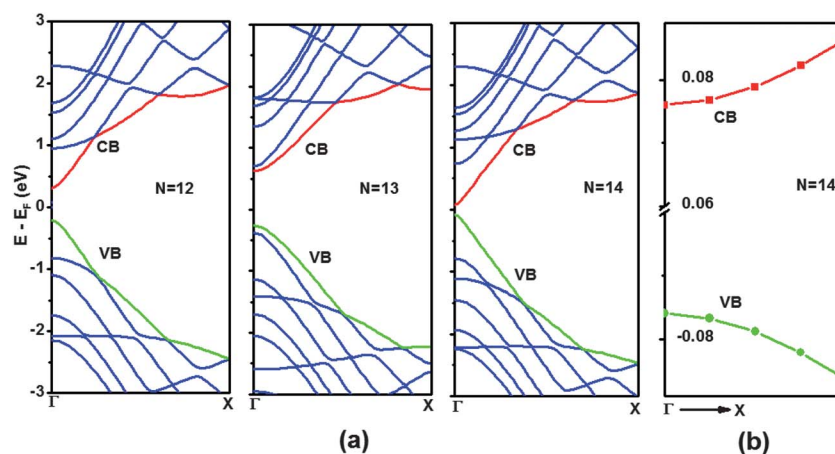 3
2
1
0
-1
-2
-3
E - E_F (eV)
CB
N=12
VB
Γ
X
CB
N=13
VB
Γ
X
CB
N=14
VB
Γ
X
0.08
CB
0.06
N=14
VB
-0.08
Γ
X
(a)
(b)